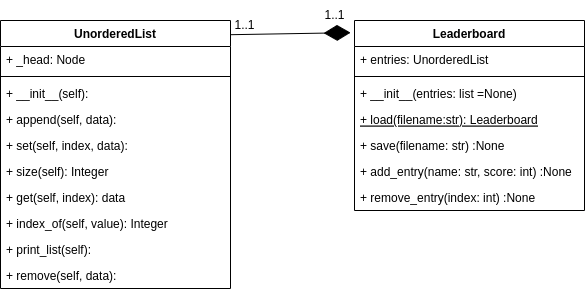 1..1
1..1
UnorderedList
+ _head: Node
+ __init__(self):
+ append(self, data):
+ set(self, index, data):
+ size(self): Integer
+ get(self, index): data
+ index_of(self, value): Integer
+ print_list(self):
+ remove(self, data):
Leaderboard
+ entries: UnorderedList
+ __init__(entries: list =None)
+ load(filename:str): Leaderboard
+ save(filename: str) :None
+ add_entry(name: str, score: int) :None
+ remove_entry(index: int) :None